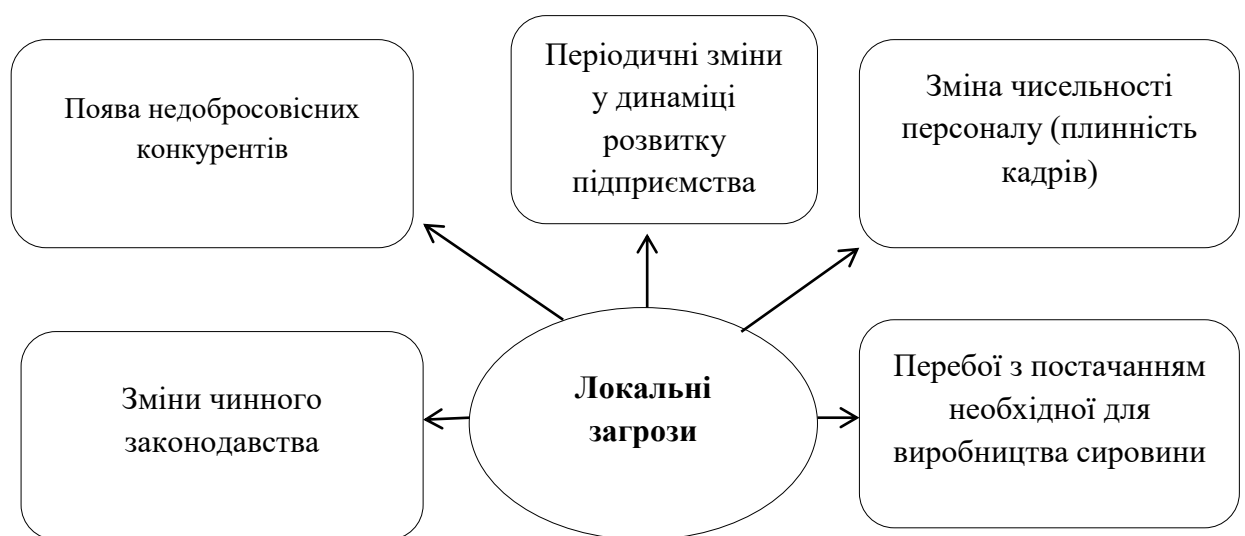 Поява недобросовісних
конкурентів
Періодичні зміни
у динаміці
розвитку
підприємства
Зміна чисельності
персоналу (плинність
кадрів)
Зміни чинного
законодавства
Локальні
загрози
Перебої з постачанням
необхідної для
виробництва сировини